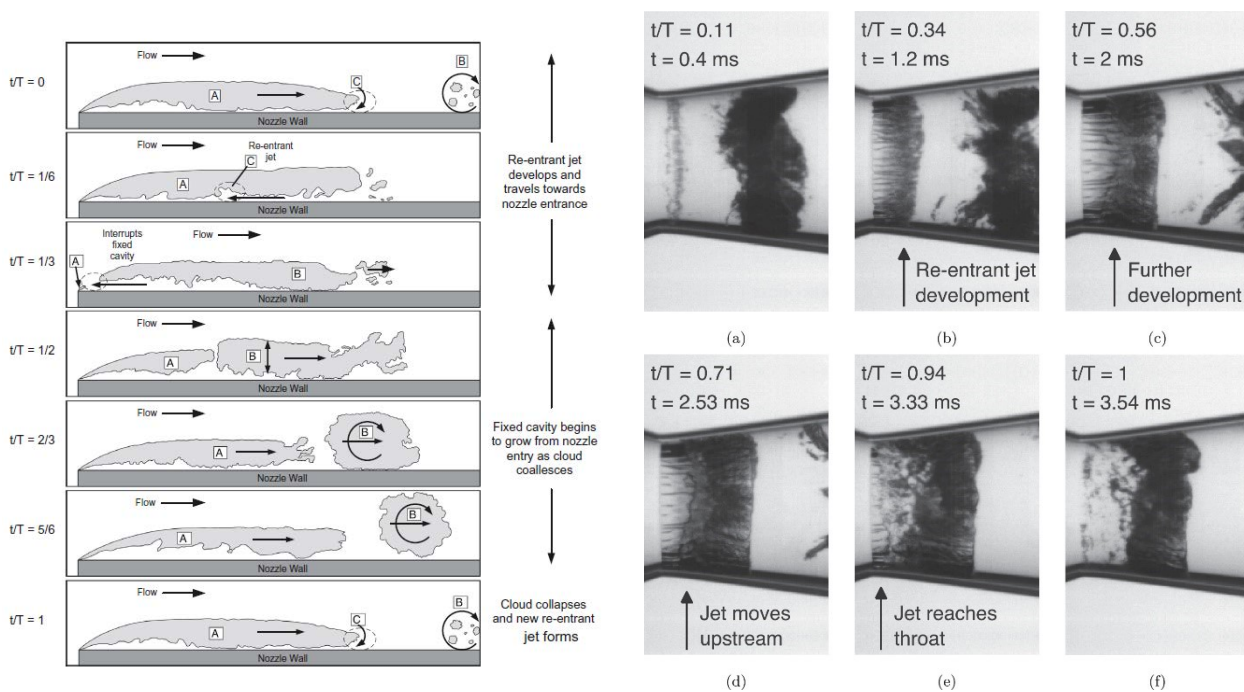 t/T = 0
Flow
A
C
B
Nozzle Wall
t/T = 1/6
Flow
Re-entrant
jet
C
A
Nozzle Wall
Re-entrant jet
develops and
travels towards
nozzle entrance
t/T = 1/3
Interrupts
fixed
cavity
Flow
A
B
Nozzle Wall
t/T = 1/2
Flow
A
B
Nozzle Wall
t/T = 2/3
Flow
A
B
Nozzle Wall
Fixed cavity begins
to grow from nozzle
entry as cloud
coallesces
t/T = 5/6
Flow
A
B
Nozzle Wall
t/T = 1
Flow
A
C
B
Nozzle Wall
Cloud collapses
and new re-entrant
jet forms
t/T = 0.11
t = 0.4 ms
(a)
t/T = 0.34
t = 1.2 ms
Re-entrant jet
development
(b)
t/T = 0.56
t = 2 ms
Further
development
(c)
t/T = 0.71
t = 2.53 ms
Jet moves
upstream
(d)
t/T = 0.94
t = 3.33 ms
Jet reaches
throat
(e)
t/T = 1
t = 3.54 ms
(f)